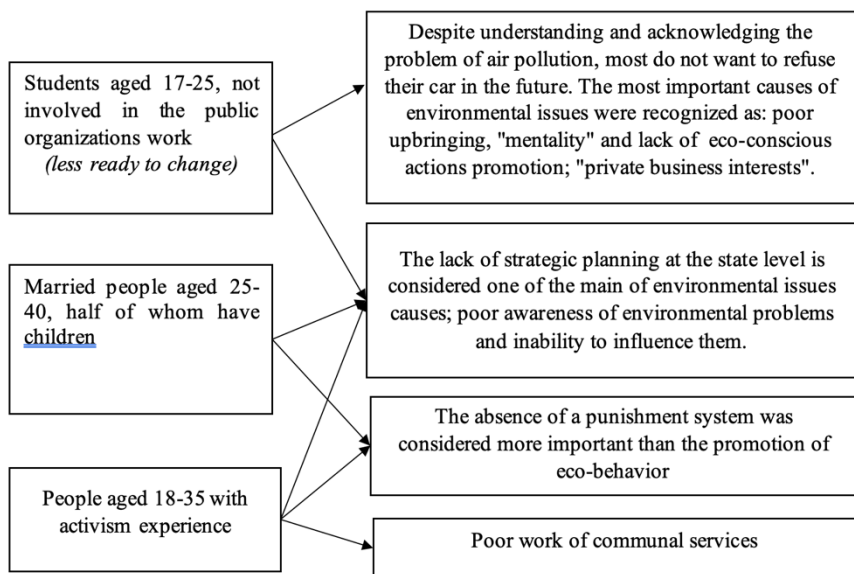 Students aged 17-25, not
involved in the public
organizations work
(less ready to change)
Married people aged 25-
40, half of whom have
children
People aged 18-35 with
activism experience
Despite understanding and acknowledging the
problem of air pollution, most do not want to refuse
their car in the future. The most important causes of
environmental issues were recognized as: poor
upbringing, "mentality" and lack of eco-conscious
actions promotion; "private business interests".
The lack of strategic planning at the state level is
considered one of the main of environmental issues
causes; poor awareness of environmental problems
and inability to influence them.
The absence of a punishment system was
considered more important than the promotion of
eco-behavior
Poor work of communal services